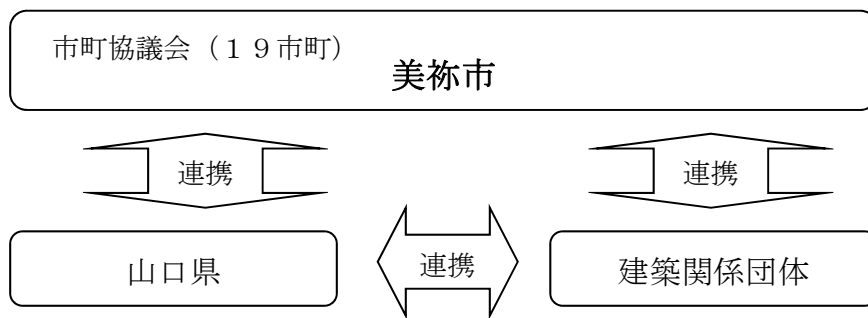 市町協議会（１９市町）
美祢市
連携
連携
山口県
連携
建築関係団体